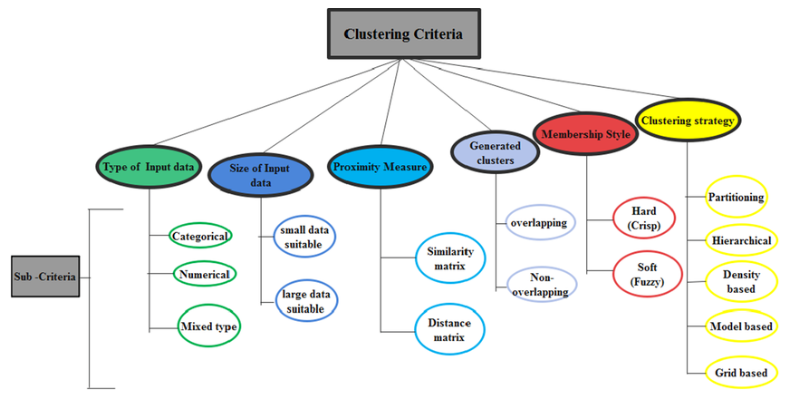 Clustering Criteria
Type of Input data
Size of Input
data
Proximity Measure
Generated
clusters
Membership Style
Clustering strategy
Sub -Criteria
Categorical
Numerical
Mixed type
small data
suitable
large data
suitable
Similarity
matrix
Distance
matrix
overlapping
Non-
overlapping
Hard
(Crisp)
Soft
(Fuzzy)
Partitioning
Hierarchical
Density
based
Model based
Grid based